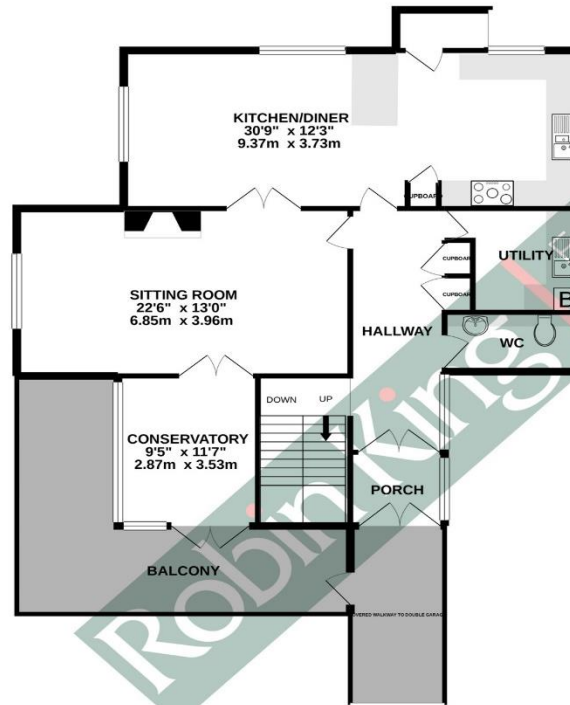 KITCHEN/DINER
30'9" x 12'3"
9.37m x 3.73m
CUPBOARD
SITTING ROOM
22'6" x 13'0"
6.85m x 3.96m
UTILITY
CUPBOARD
CUPBOARD
B
HALLWAY
WC
DOWN UP
CONSERVATORY
9'5" x 11'7"
2.87m x 3.53m
PORCH
BALCONY
COVERED WALKWAY TO DOUBLE GARAGE
Robin King